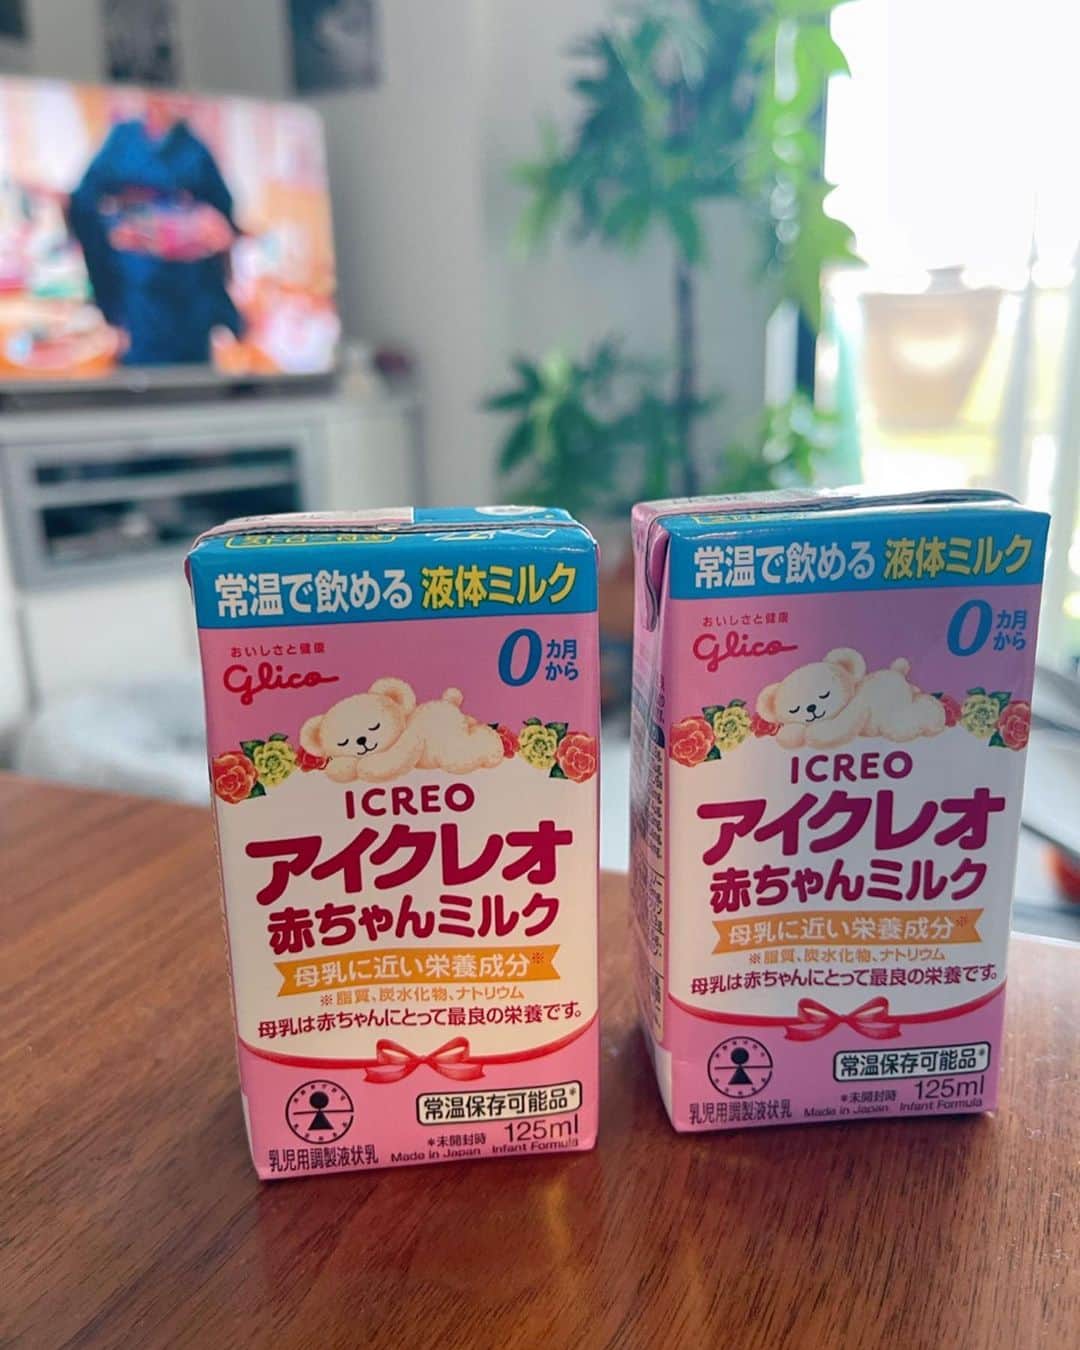 常温で飲める 液体ミルク
おいしさと健康
Glico
0ヵ月から
ICREO
アイクレオ
赤ちゃんミルク
母乳に近い栄養成分※
※脂質、炭水化物、ナトリウム
母乳は赤ちゃんにとって最良の栄養です。
常温保存可能品*
*未開封時 125ml
乳児用調製液状乳 Made in Japan Infant Formula
常温で飲める 液体ミルク
おいしさと健康
Glico
0ヵ月から
ICREO
アイクレオ
赤ちゃんミルク
母乳に近い栄養成分※
※脂質、炭水化物、ナトリウム
母乳は赤ちゃんにとって最良の栄養です。
常温保存可能品*
*未開封時 125ml
乳児用調製液状乳 Made in Japan Infant Formula